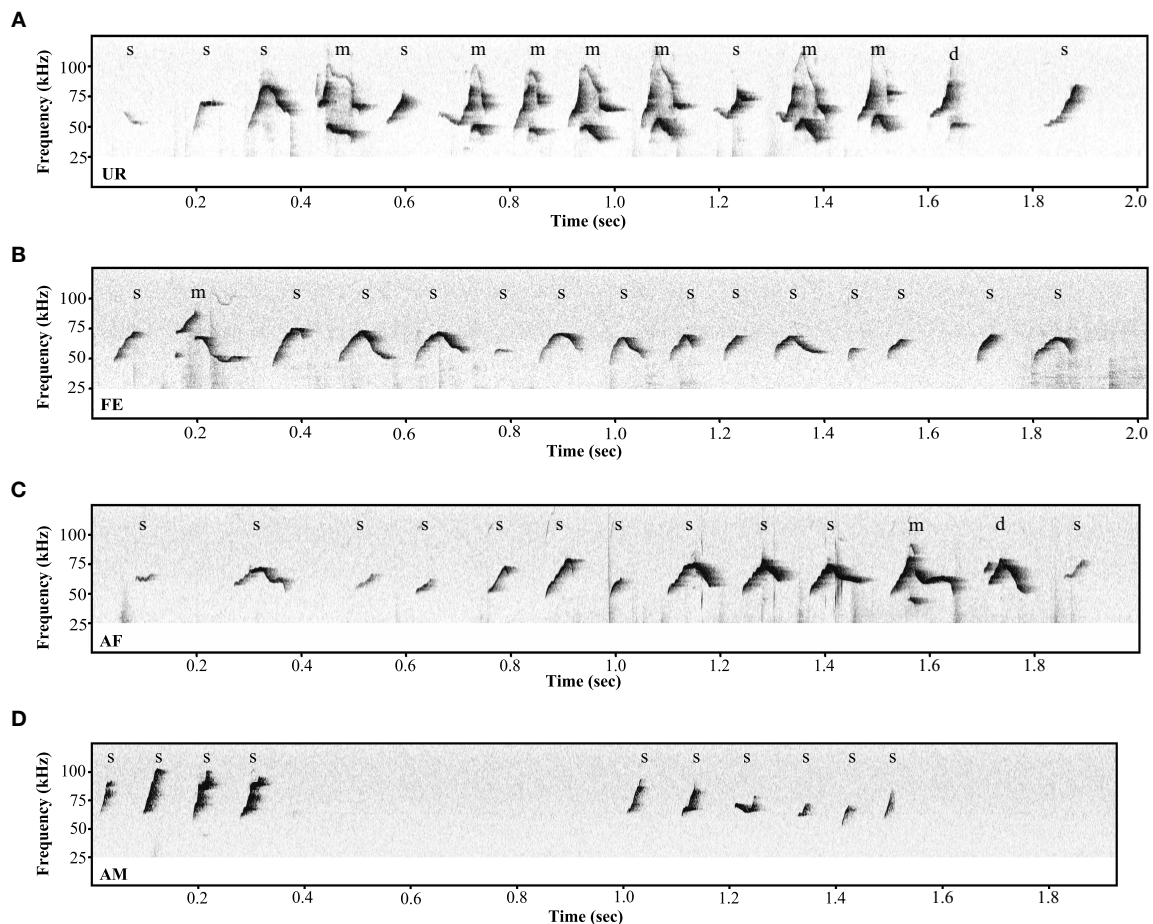 A
s s s m s m m m m s m m d s
100
75
50
25
Frequency (kHz)
UR
0.2 0.4 0.6 0.8 1.0 1.2 1.4 1.6 1.8 2.0
Time (sec)
B
s m s s s s s s s s s s s s s
100
75
50
25
Frequency (kHz)
FE
0.2 0.4 0.6 0.8 1.0 1.2 1.4 1.6 1.8 2.0
Time (sec)
C
s s s s s s s s s s m d s
100
75
50
25
Frequency (kHz)
AF
0.2 0.4 0.6 0.8 1.0 1.2 1.4 1.6 1.8
Time (sec)
D
s s s s s s s s s s
100
75
50
25
Frequency (kHz)
AM
0.2 0.4 0.6 0.8 1.0 1.2 1.4 1.6 1.8
Time (sec)